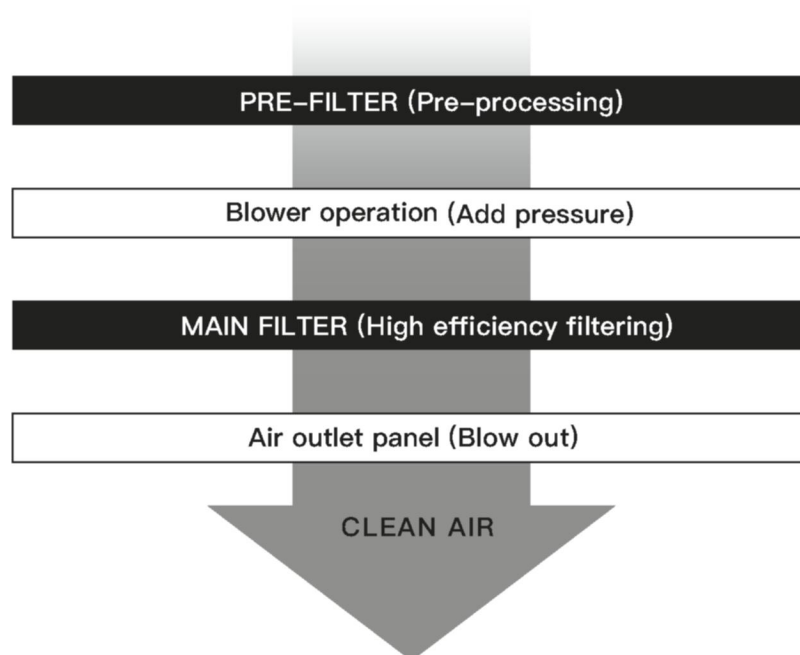 PRE-FILTER (Pre-processing)
Blower operation (Add pressure)
MAIN FILTER (High efficiency filtering)
Air outlet panel (Blow out)
CLEAN AIR